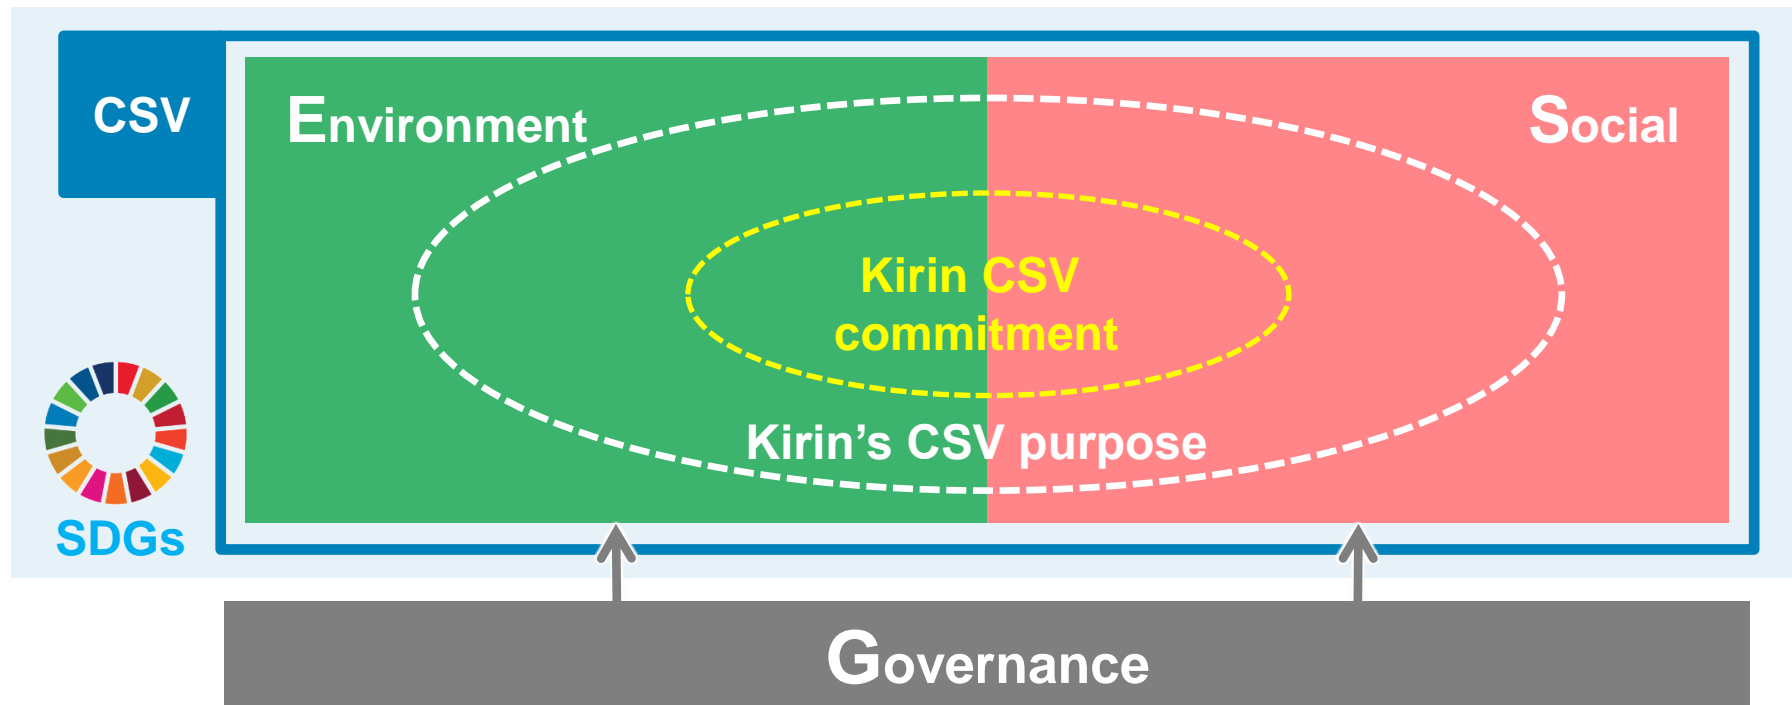 CSV
Environment
Social
Kirin CSV
commitment
Kirin’s CSV purpose
SDGs
Governance